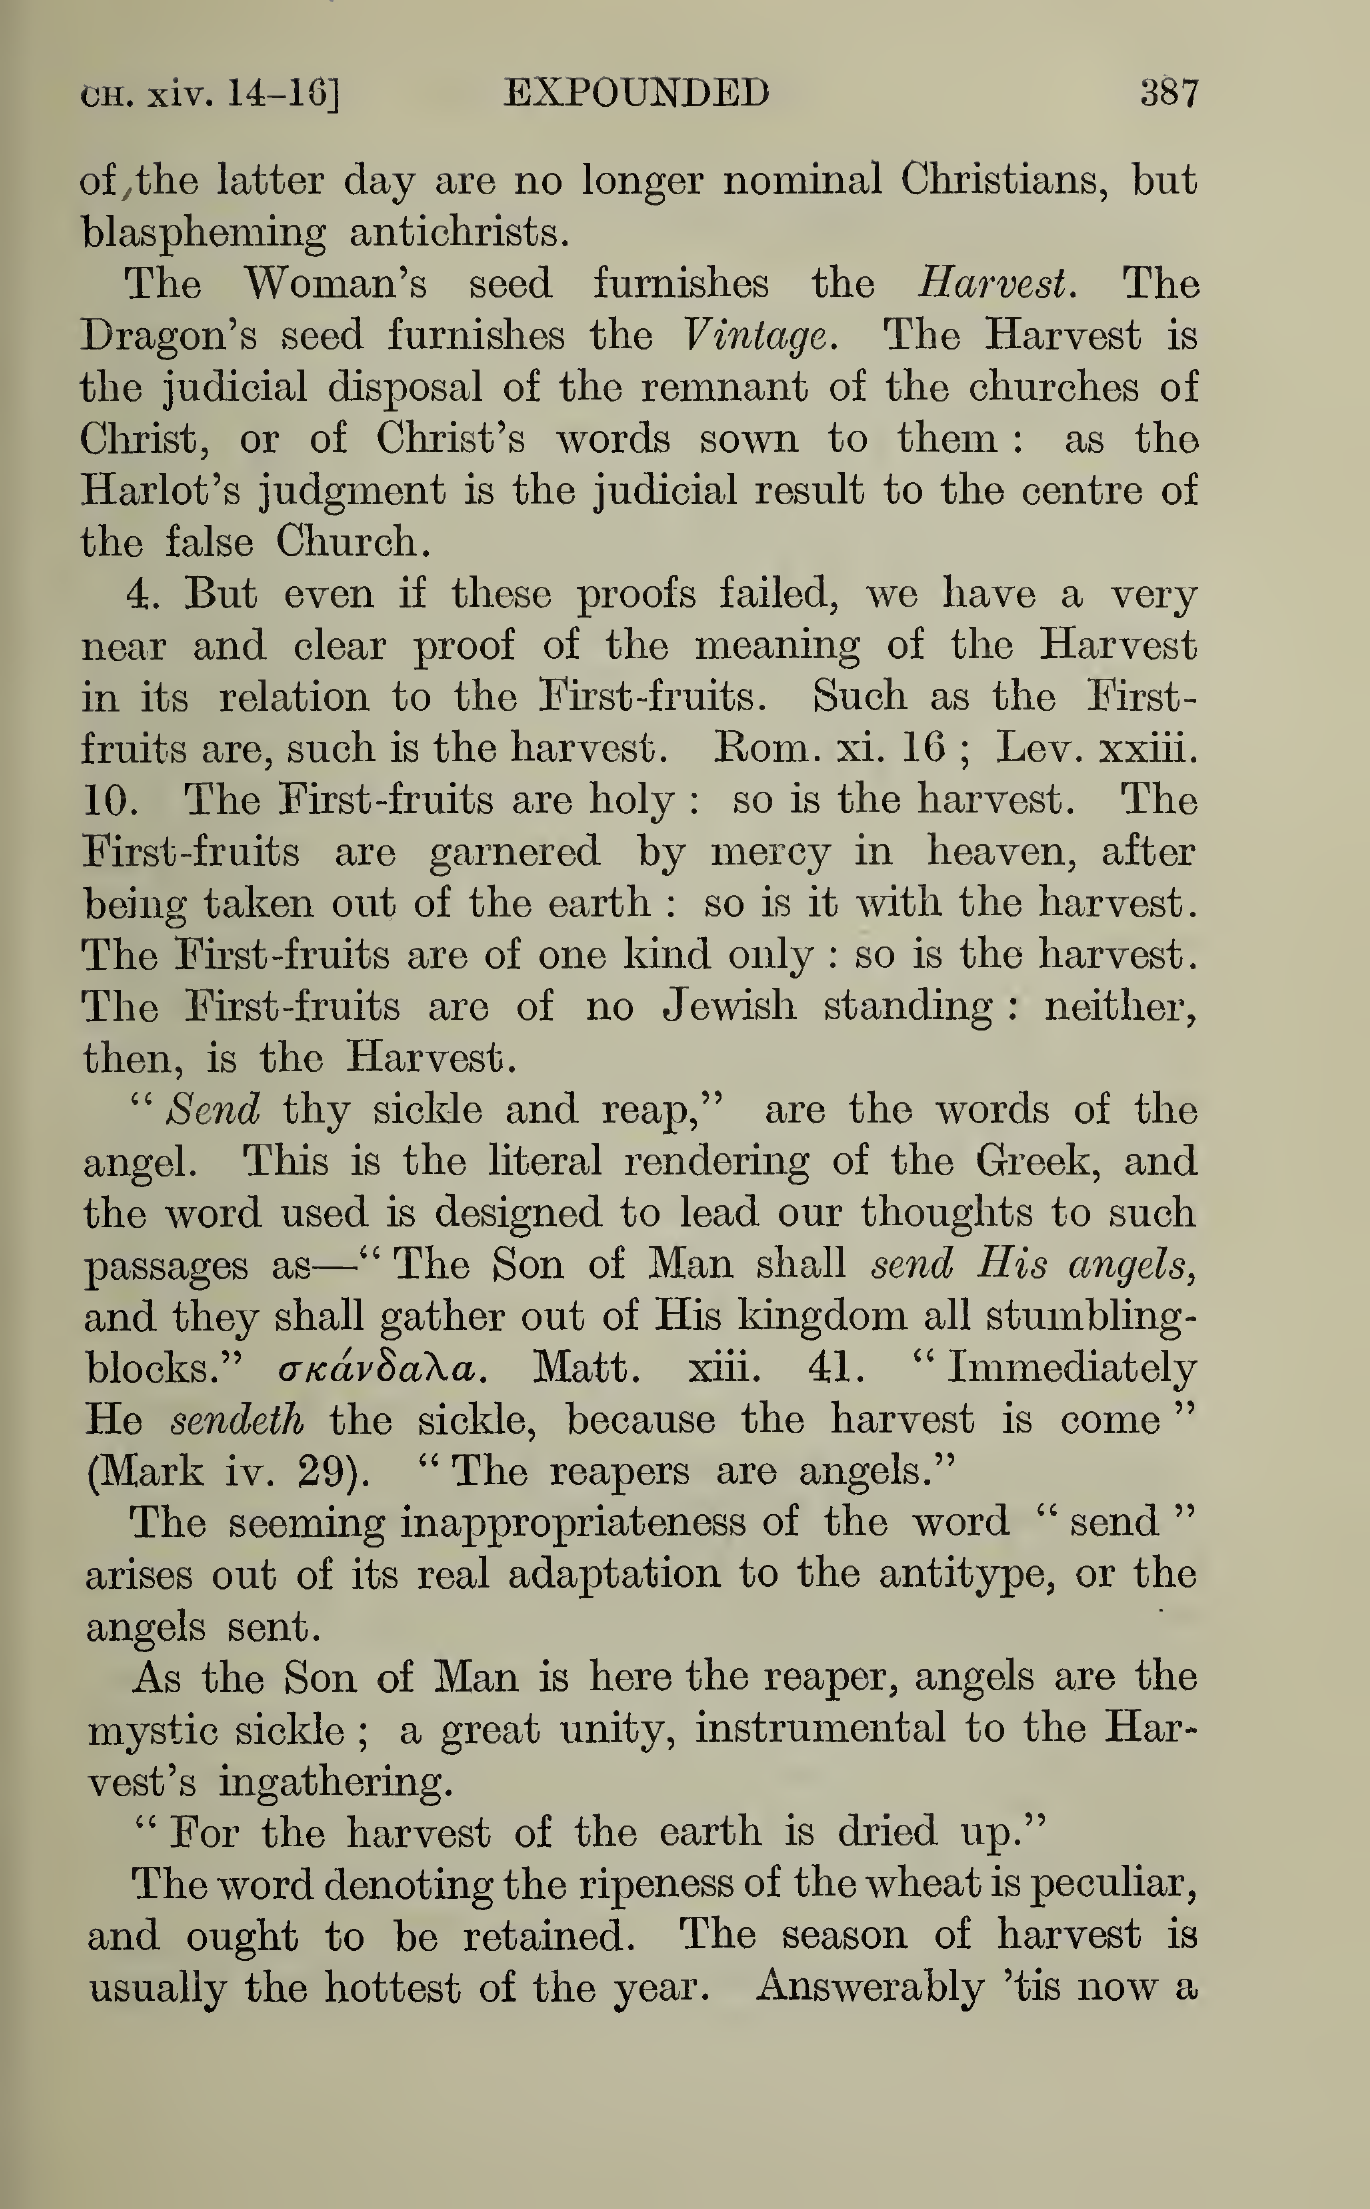 CH. xiv. 14-16] EXPOUNDED 387
of the latter day are no longer nominal Christians, but
blaspheming antichrists.
The Woman's seed furnishes the Harvest. The
Dragon's seed furnishes the Vintage. The Harvest is
the judicial disposal of the remnant of the churches of
Christ, or of Christ's words sown to them : as the
Harlot's judgment is the judicial result to the centre of
the false Church.
4. But even if these proofs failed, we have a very
near and clear proof of the meaning of the Harvest
in its relation to the First-fruits. Such as the First-
fruits are, such is the harvest. Rom. xi. 16 ; Lev. xxiii.
10. The First-fruits are holy : so is the harvest. The
First-fruits are garnered by mercy in heaven, after
being taken out of the earth : so is it with the harvest.
The First-fruits are of one kind only : so is the harvest.
The First-fruits are of no Jewish standing : neither,
then, is the Harvest.
“ Send thy sickle and reap,” are the words of the
angel. This is the literal rendering of the Greek, and
the word used is designed to lead our thoughts to such
passages as—“ The Son of Man shall send His angels,
and they shall gather out of His kingdom all stumbling-
blocks.” σκάνδαλα. Matt. xiii. 41. “ Immediately
He sendeth the sickle, because the harvest is come ”
(Mark iv. 29). “ The reapers are angels.”
The seeming inappropriateness of the word “ send ”
arises out of its real adaptation to the antitype, or the
angels sent.
As the Son of Man is here the reaper, angels are the
mystic sickle ; a great unity, instrumental to the Har-
vest's ingathering.
“ For the harvest of the earth is dried up.”
The word denoting the ripeness of the wheat is peculiar,
and ought to be retained. The season of harvest is
usually the hottest of the year. Answerably ’tis now a